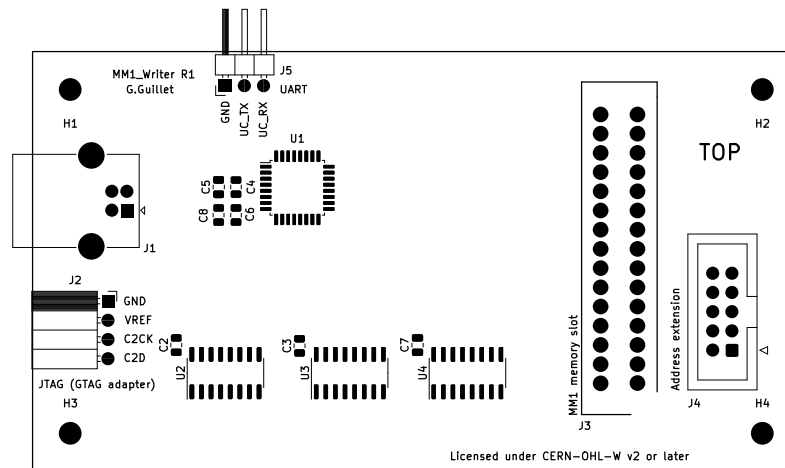 MM1_Writer R1
G.Guillet
J5
UART
GND
UC_TX
UC_RX
H1
H2
U1
TOP
C5
C4
C8
C6
J1
J2
GND
VREF
C2CK
C2D
JTAG (GTAG adapter)
H3
C2
U2
C3
U3
C7
U4
MM1 memory slot
J3
Address extension
J4
H4
Licensed under CERN-OHL-W v2 or later